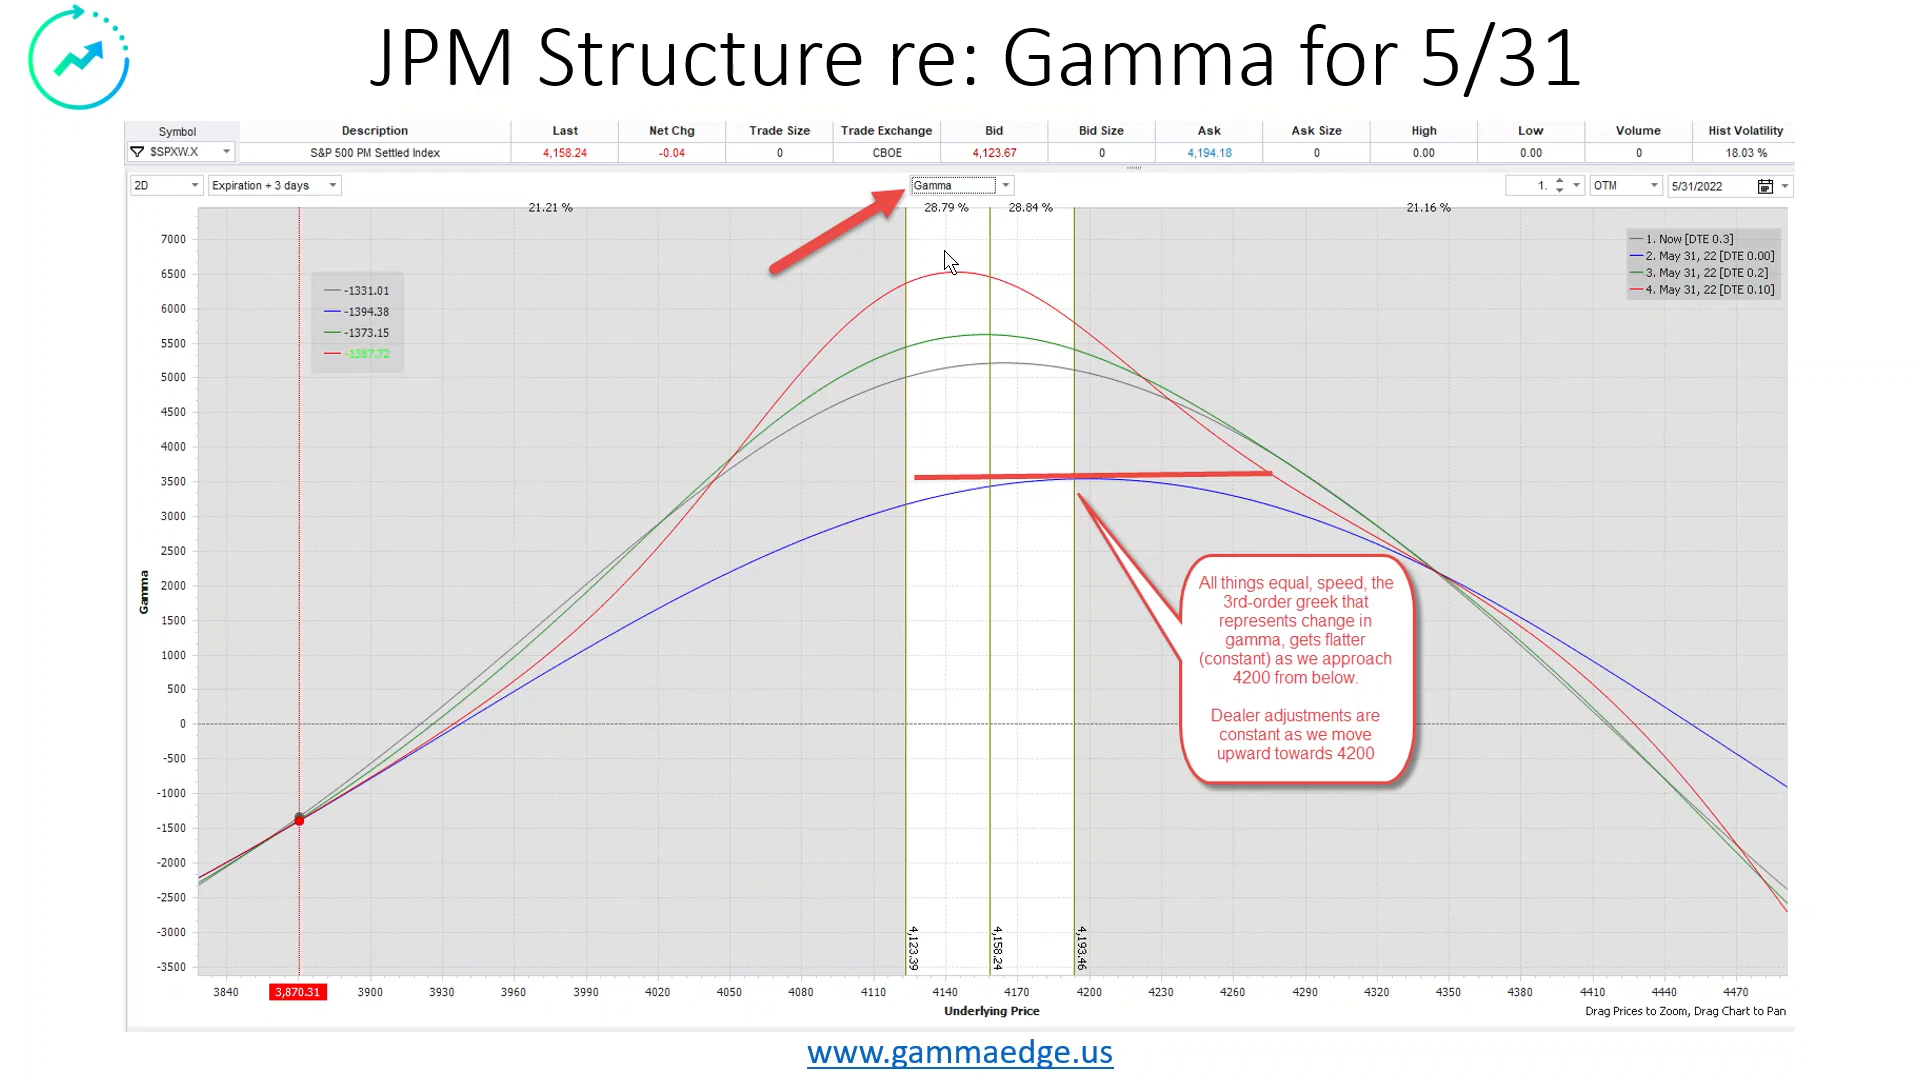 JPM Structure re: Gamma for 5/31
Symbol Description Last Net Chg Trade Size Trade Exchange Bid Bid Size Ask Ask Size High Low Volume Hist Volatility
$SPXW.X S&P 500 PM Settled Index 4,158.24 -0.04 0 CBOE 4,123.67 0 4,194.18 0 0.00 0.00 0 18.03 %
2D Expiration + 3 days Gamma 1. OTM 5/31/2022
21.21 % 28.79 % 28.84 % 21.16 %
7000
6500
6000
5500
5000
4500
4000
3500
3000
2500
2000
1500
1000
500
0
-500
-1000
-1500
-2000
-2500
-3000
-3500
Gamma
-1331.01
-1394.38
-1373.15
-1387.72
1. Now [DTE 0.3]
2. May 31, 22 [DTE 0.00]
3. May 31, 22 [DTE 0.2]
4. May 31, 22 [DTE 0.10]
All things equal, speed, the
3rd-order greek that
represents change in
gamma, gets flatter
(constant) as we approach
4200 from below.
Dealer adjustments are
constant as we move
upward towards 4200
4,123.39
4,158.24
4,193.46
3840 3,870.31 3900 3930 3960 3990 4020 4050 4080 4110 4140 4170 4200 4230 4260 4290 4320 4350 4380 4410 4440 4470
Underlying Price
Drag Prices to Zoom, Drag Chart to Pan
www.gammaedge.us